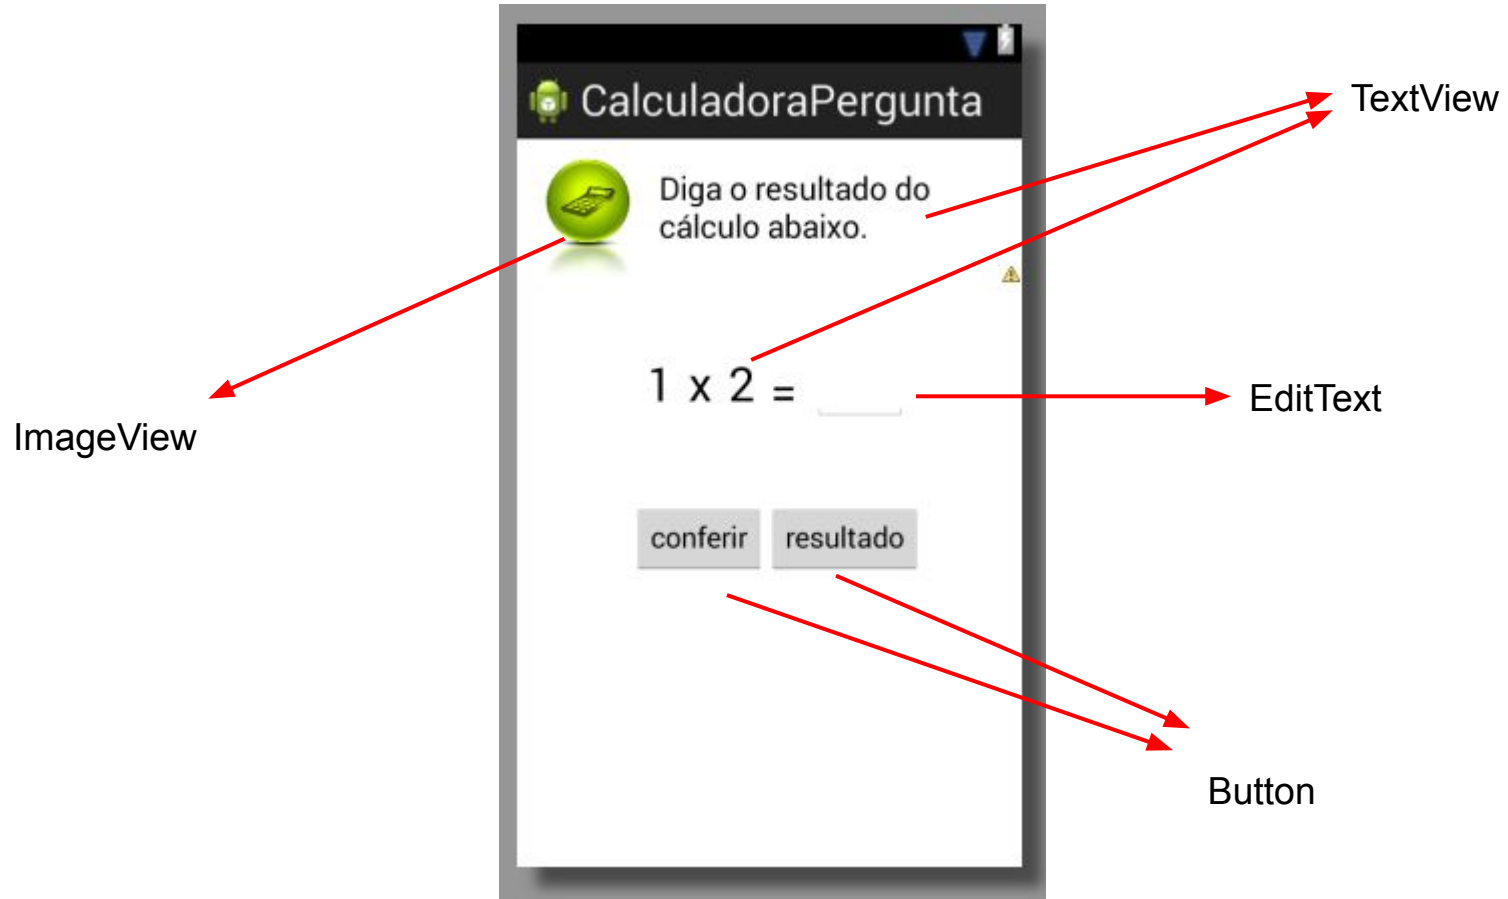 CalculadoraPergunta
TextView
Diga o resultado do
cálculo abaixo.
1 x 2 =
EditText
ImageView
conferir
resultado
Button